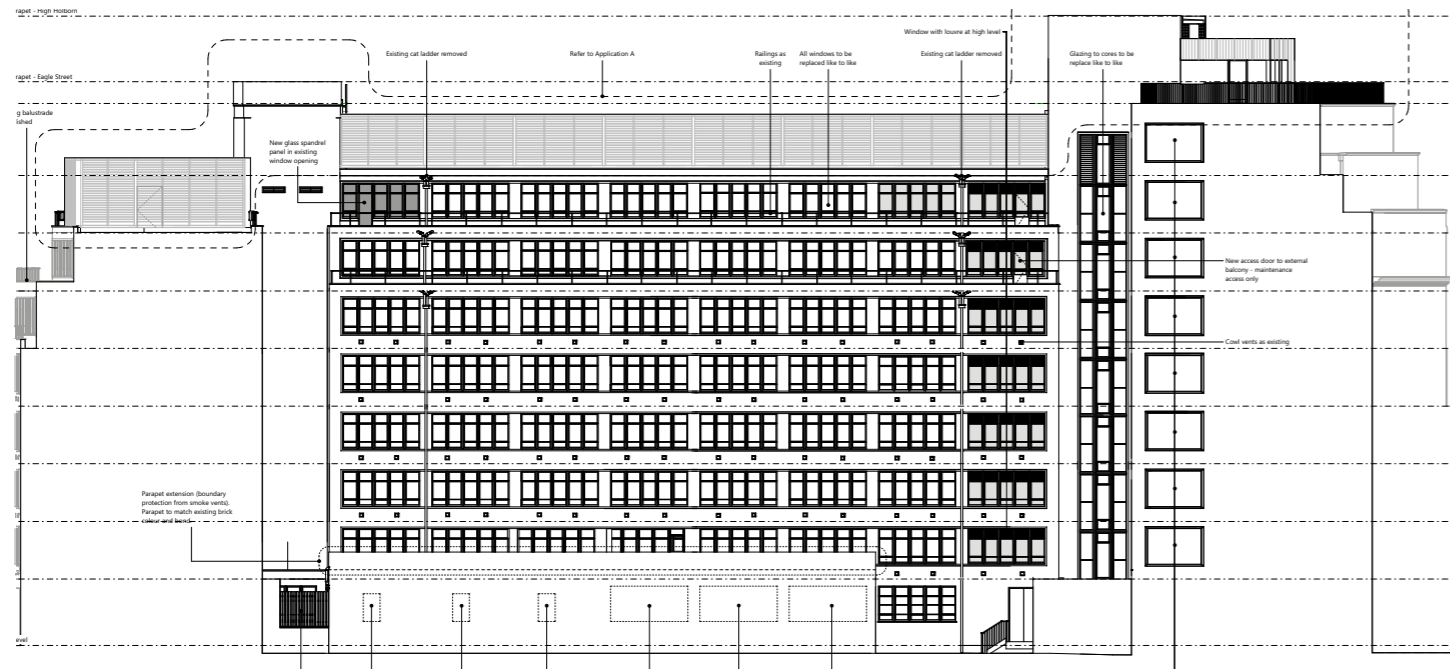 rapet - High Holborn
Window with louvre at high level
Existing cat ladder removed
Refer to Application A
Railings as
existing
All windows to be
replaced like to like
Existing cat ladder removed
Glazing to cores to be
replace like to like
rapet - Eagle Street
g balustrade
ished
New glass spandrel
panel in existing
window opening
New access door to external
balcony - maintenance
access only
Cowl vents as existing
Parapet extension (boundary
protection from smoke vents).
Parapet to match existing brick
colour and bond
evel